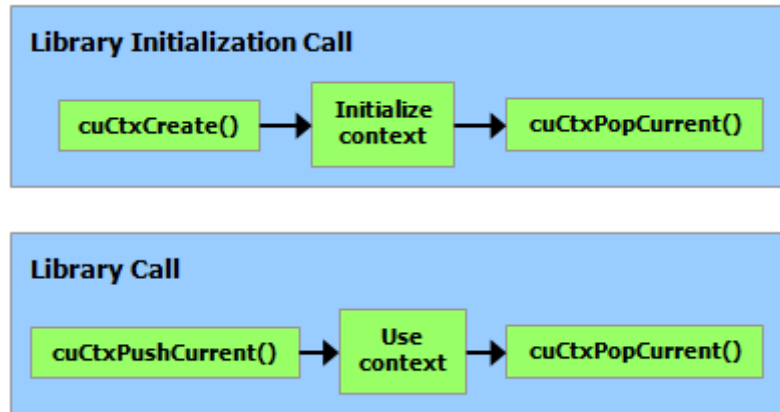 Library Initialization Call
cuCtxCreate()
Initialize
context
cuCtxPopCurrent()
Library Call
cuCtxPushCurrent()
Use
context
cuCtxPopCurrent()